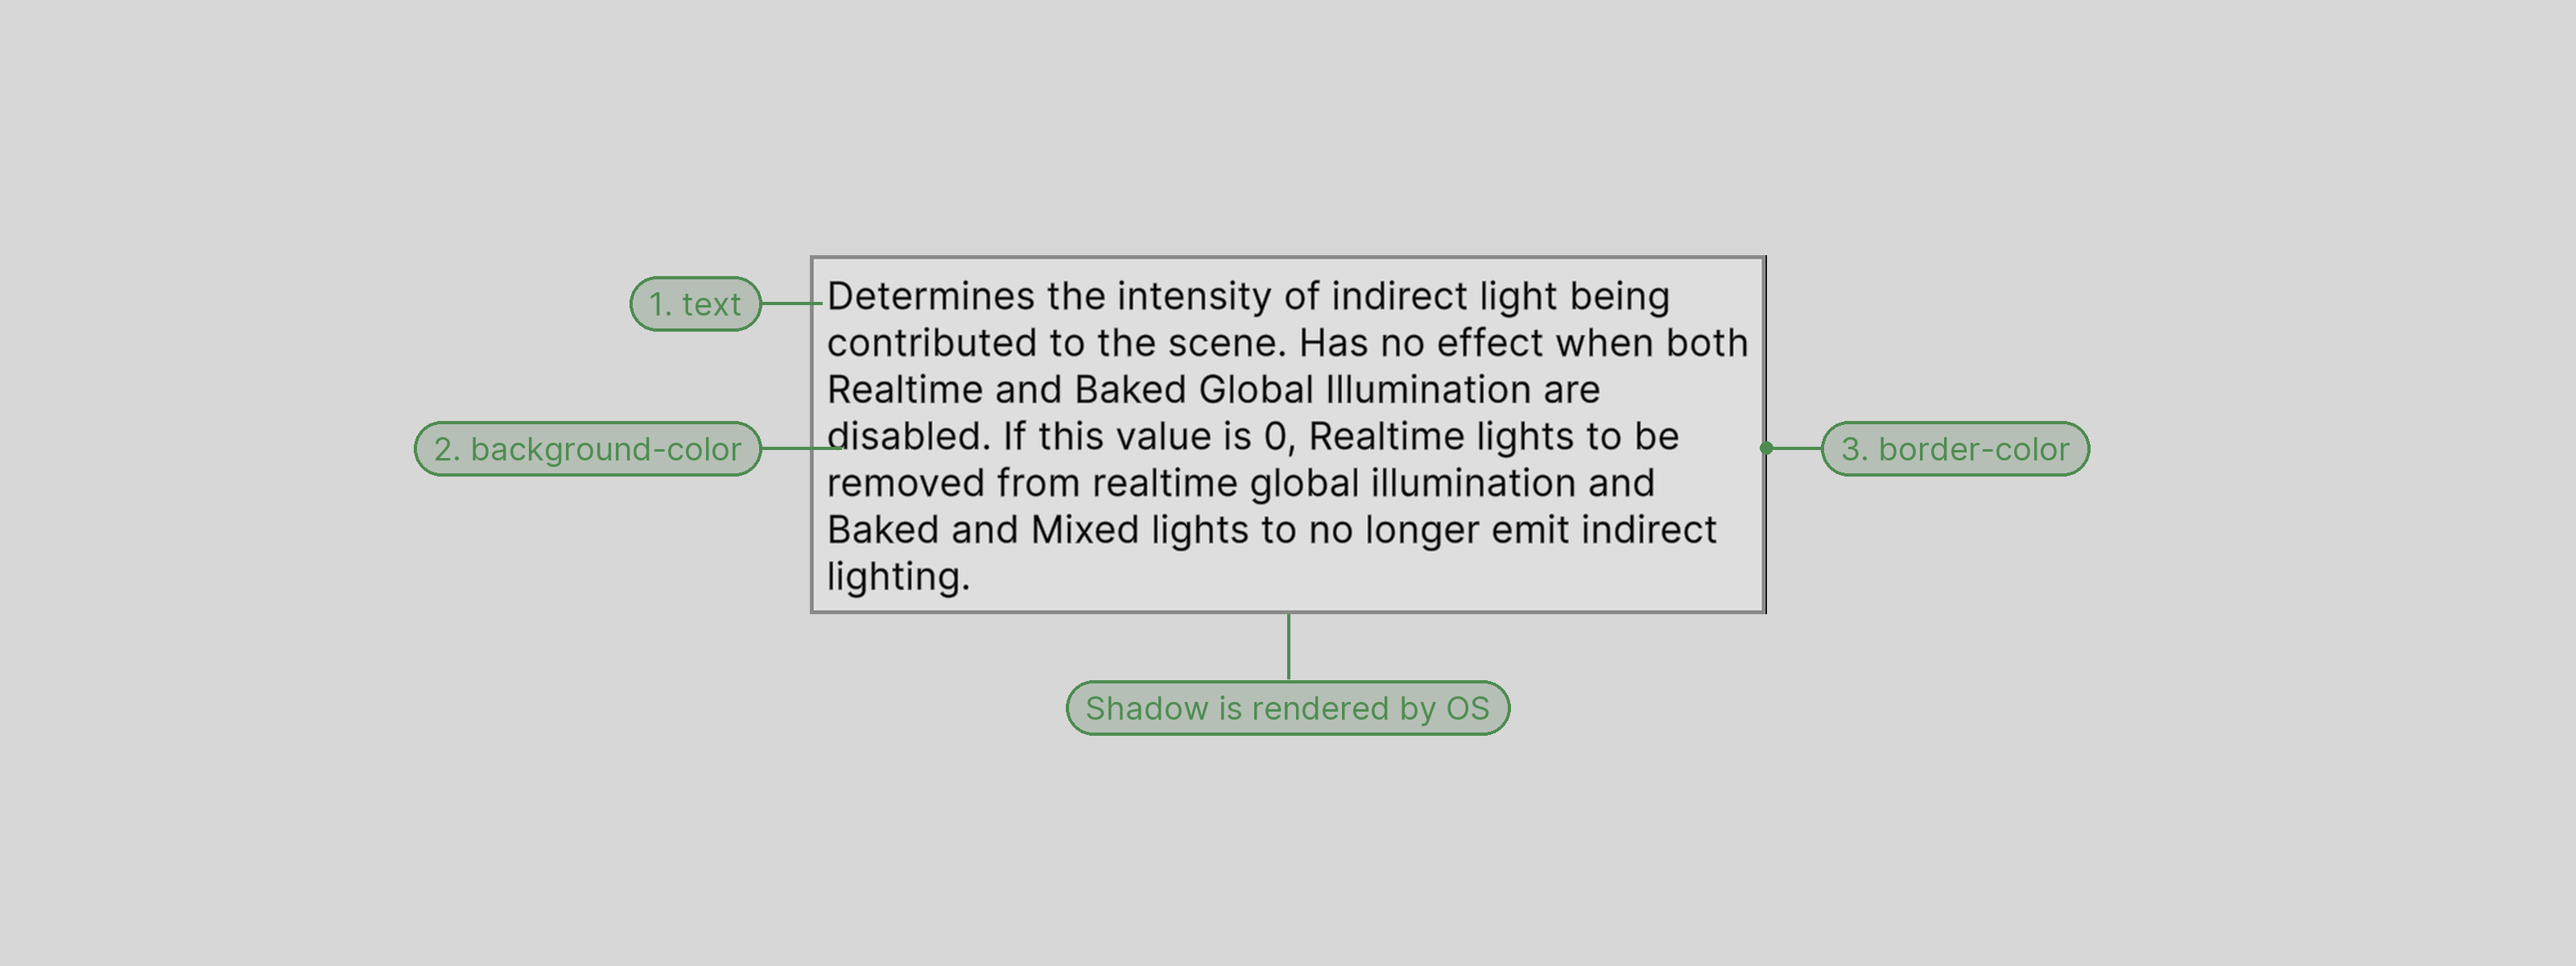 1. text
Determines the intensity of indirect light being
contributed to the scene. Has no effect when both
Realtime and Baked Global Illumination are
disabled. If this value is 0, Realtime lights to be
removed from realtime global illumination and
Baked and Mixed lights to no longer emit indirect
lighting.
2. background-color
3. border-color
Shadow is rendered by OS